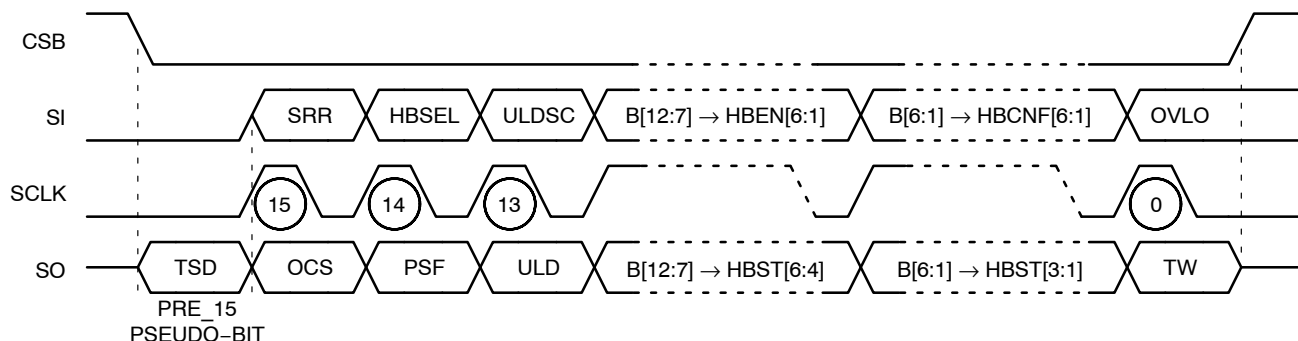 CSB
SI SRR HBSEL ULDSC B[12:7] → HBEN[6:1] B[6:1] → HBCNF[6:1] OVLO
SCLK 15 14 13 0
SO TSD OCS PSF ULD B[12:7] → HBST[6:4] B[6:1] → HBST[3:1] TW
PRE_15
PSEUDO−BIT